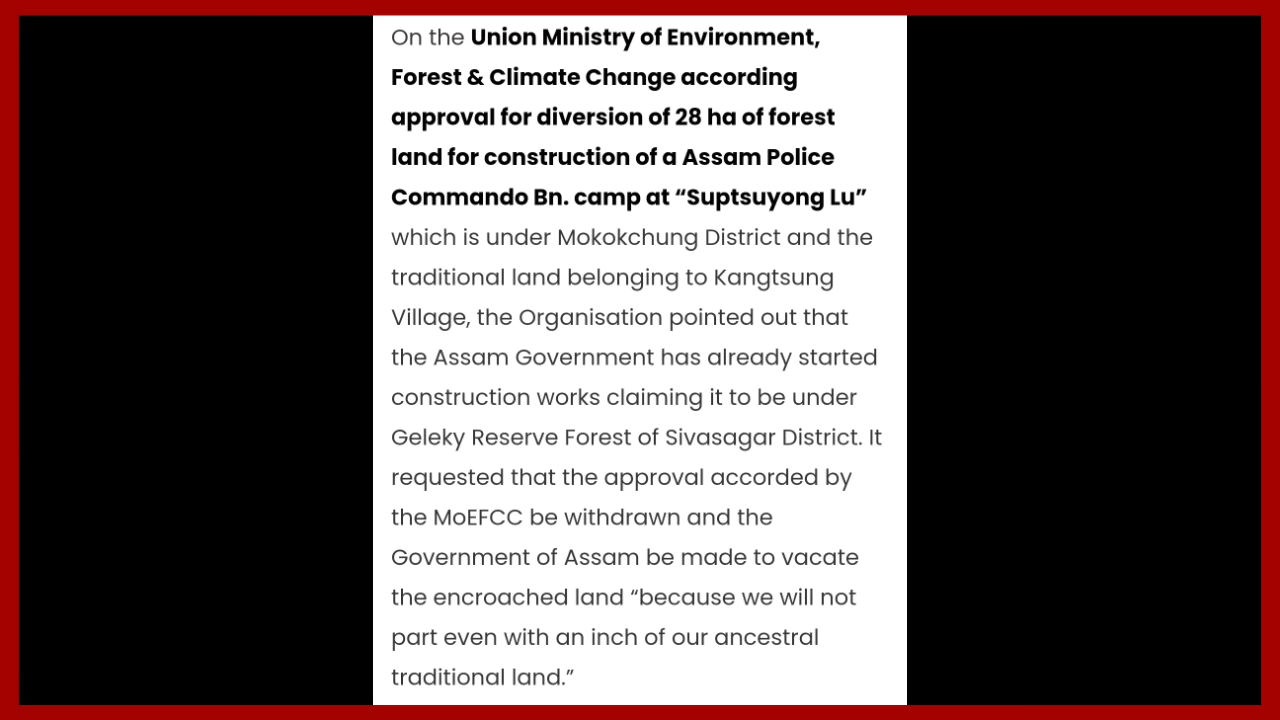 On the Union Ministry of Environment,
Forest & Climate Change according
approval for diversion of 28 ha of forest
land for construction of a Assam Police
Commando Bn. camp at “Suptsuyong Lu”
which is under Mokokchung District and the
traditional land belonging to Kangtsung
Village, the Organisation pointed out that
the Assam Government has already started
construction works claiming it to be under
Geleky Reserve Forest of Sivasagar District. It
requested that the approval accorded by
the MoEFCC be withdrawn and the
Government of Assam be made to vacate
the encroached land “because we will not
part even with an inch of our ancestral
traditional land.”